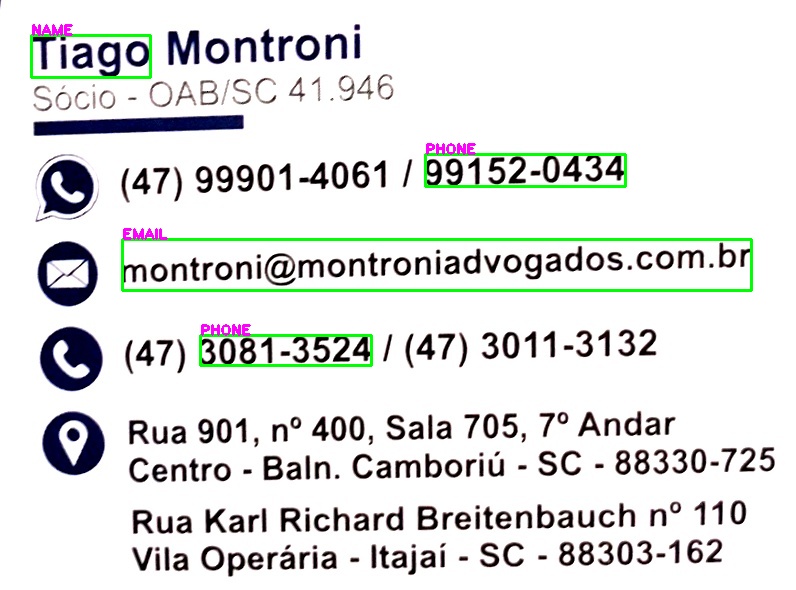 NAME
Tiago Montroni
Sócio - OAB/SC 41.946
PHONE
(47) 99901-4061 / 99152-0434
EMAIL
montroni@montroniadvogados.com.br
PHONE
(47) 3081-3524 / (47) 3011-3132
Rua 901, nº 400, Sala 705, 7º Andar
Centro - Baln. Camboriú - SC - 88330-725
Rua Karl Richard Breitenbauch nº 110
Vila Operária - Itajaí - SC - 88303-162